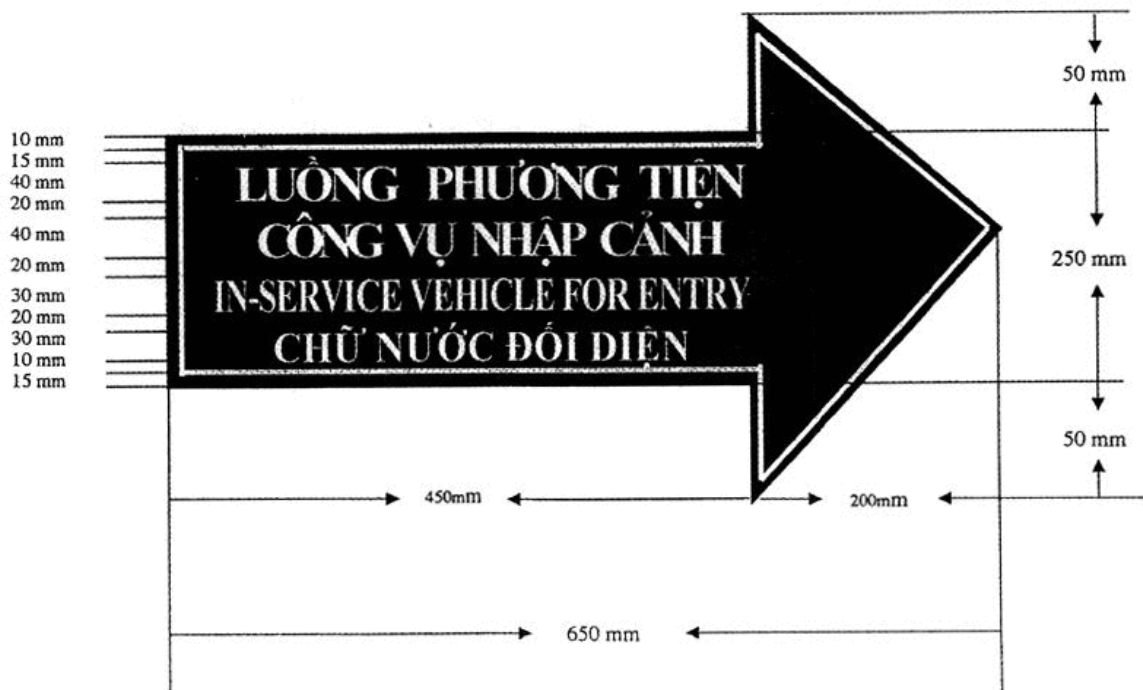 50 mm
10 mm
15 mm
40 mm
20 mm
40 mm
20 mm
30 mm
20 mm
30 mm
10 mm
15 mm
LUỒNG PHƯƠNG TIỆN
CÔNG VỤ NHẬP CẢNH
IN-SERVICE VEHICLE FOR ENTRY
CHỮ NƯỚC ĐỐI DIỆN
250 mm
50 mm
450mm
200mm
650 mm